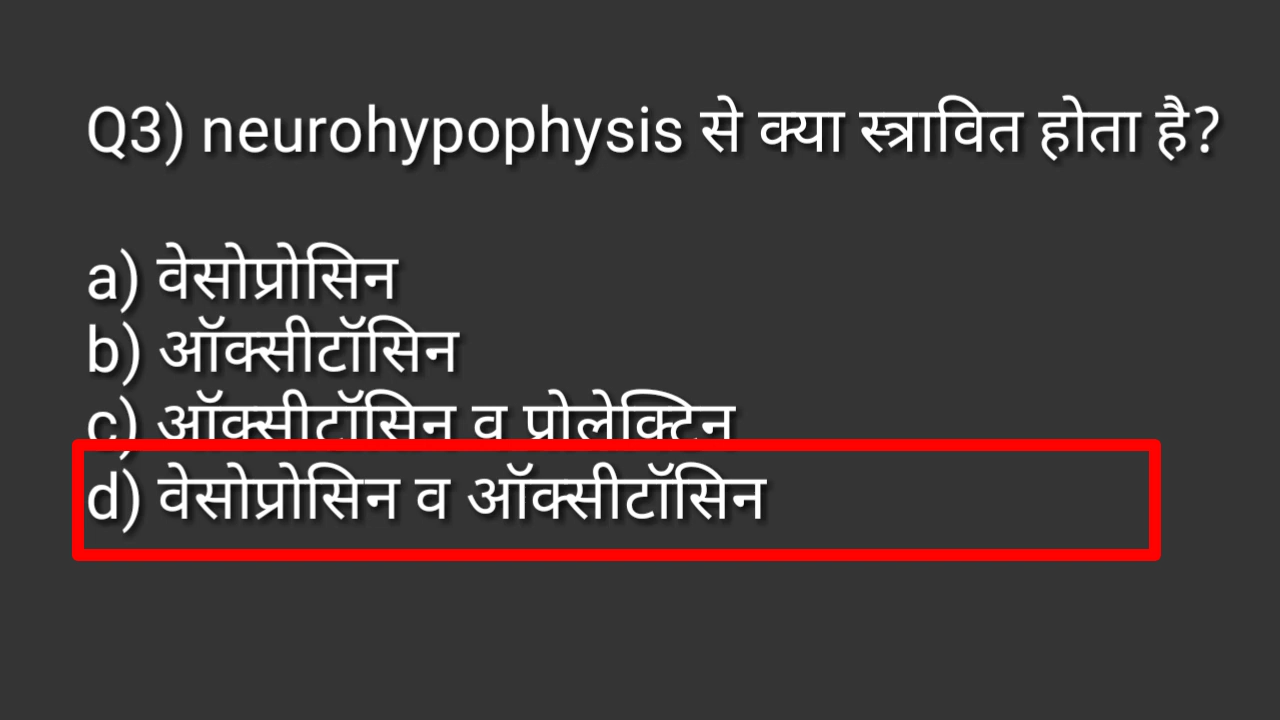 Q3) neurohypophysis से क्या स्त्रावित होता है?
a) वेसोप्रोसिन
b) ऑक्सीटॉसिन
c) ऑक्सीटॉसिन व प्रोलेक्टिन
d) वेसोप्रोसिन व ऑक्सीटॉसिन